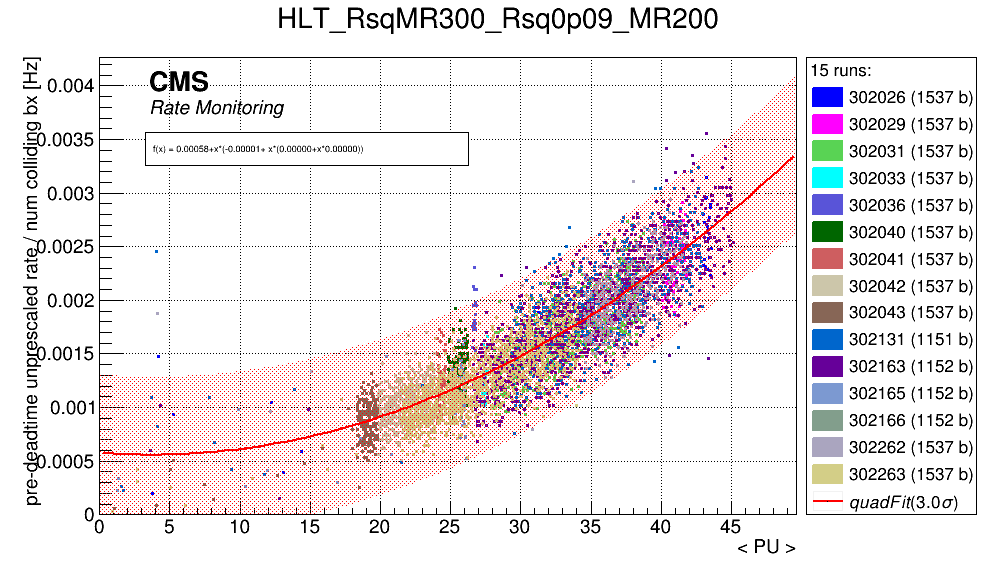 HLT_RsqMR300_Rsq0p09_MR200
pre-deadtime unprescaled rate / num colliding bx [Hz]
0.004
0.0035
0.003
0.0025
0.002
0.0015
0.001
0.0005
0
CMS
Rate Monitoring
f(x) = 0.00058+x*(-0.00001+ x*(0.00000+x*0.00000))
0 5 10 15 20 25 30 35 40 45
< PU >
15 runs:
302026 (1537 b)
302029 (1537 b)
302031 (1537 b)
302033 (1537 b)
302036 (1537 b)
302040 (1537 b)
302041 (1537 b)
302042 (1537 b)
302043 (1537 b)
302131 (1151 b)
302163 (1152 b)
302165 (1152 b)
302166 (1152 b)
302262 (1537 b)
302263 (1537 b)
quadFit(3.0σ)